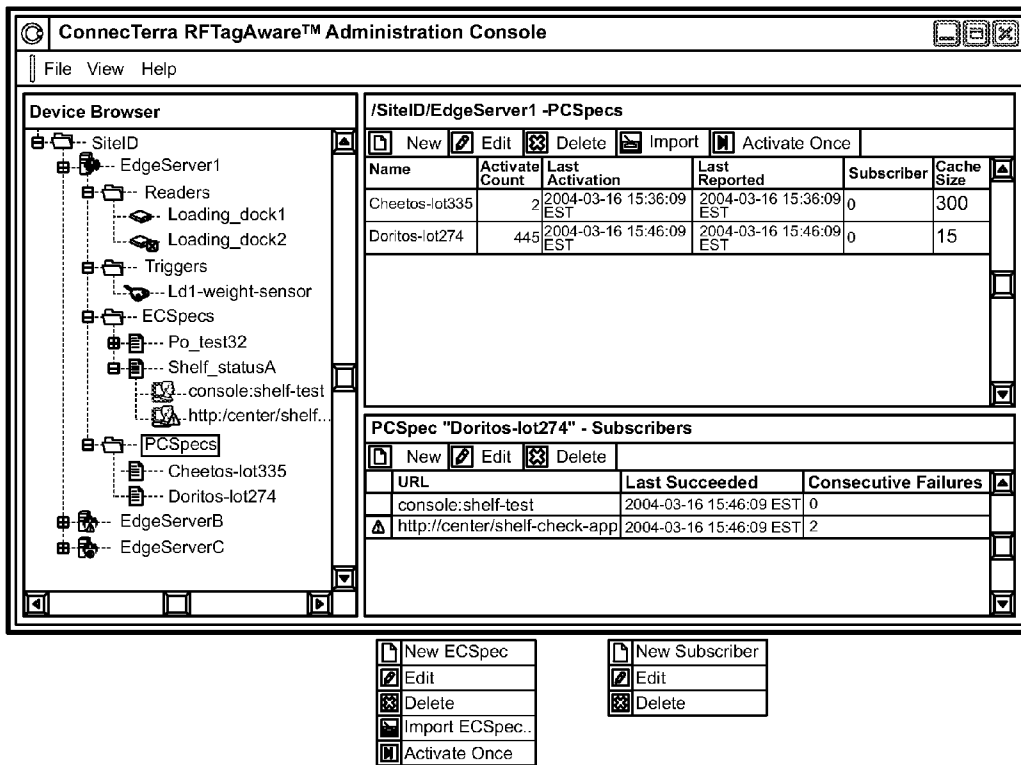 ConnecTerra RFTagAware™ Administration Console
File View Help
Device Browser
SiteID
EdgeServer1
Readers
Loading_dock1
Loading_dock2
Triggers
Ld1-weight-sensor
ECSpecs
Po_test32
Shelf_statusA
console:shelf-test
http:/center/shelf...
PCSpecs
Cheetos-lot335
Doritos-lot274
EdgeServerB
EdgeServerC
/SiteID/EdgeServer1 -PCSpecs
New Edit Delete Import Activate Once
Name Activate Count Last Activation Last Reported Subscriber Cache Size
Cheetos-lot335 2 2004-03-16 15:36:09 EST 2004-03-16 15:36:09 EST 0 300
Doritos-lot274 445 2004-03-16 15:46:09 EST 2004-03-16 15:46:09 EST 0 15
PCSpec "Doritos-lot274" - Subscribers
New Edit Delete
URL Last Succeeded Consecutive Failures
console:shelf-test 2004-03-16 15:46:09 EST 0
http://center/shelf-check-app 2004-03-16 15:46:09 EST 2
New ECSpec
Edit
Delete
Import ECSpec..
Activate Once
New Subscriber
Edit
Delete